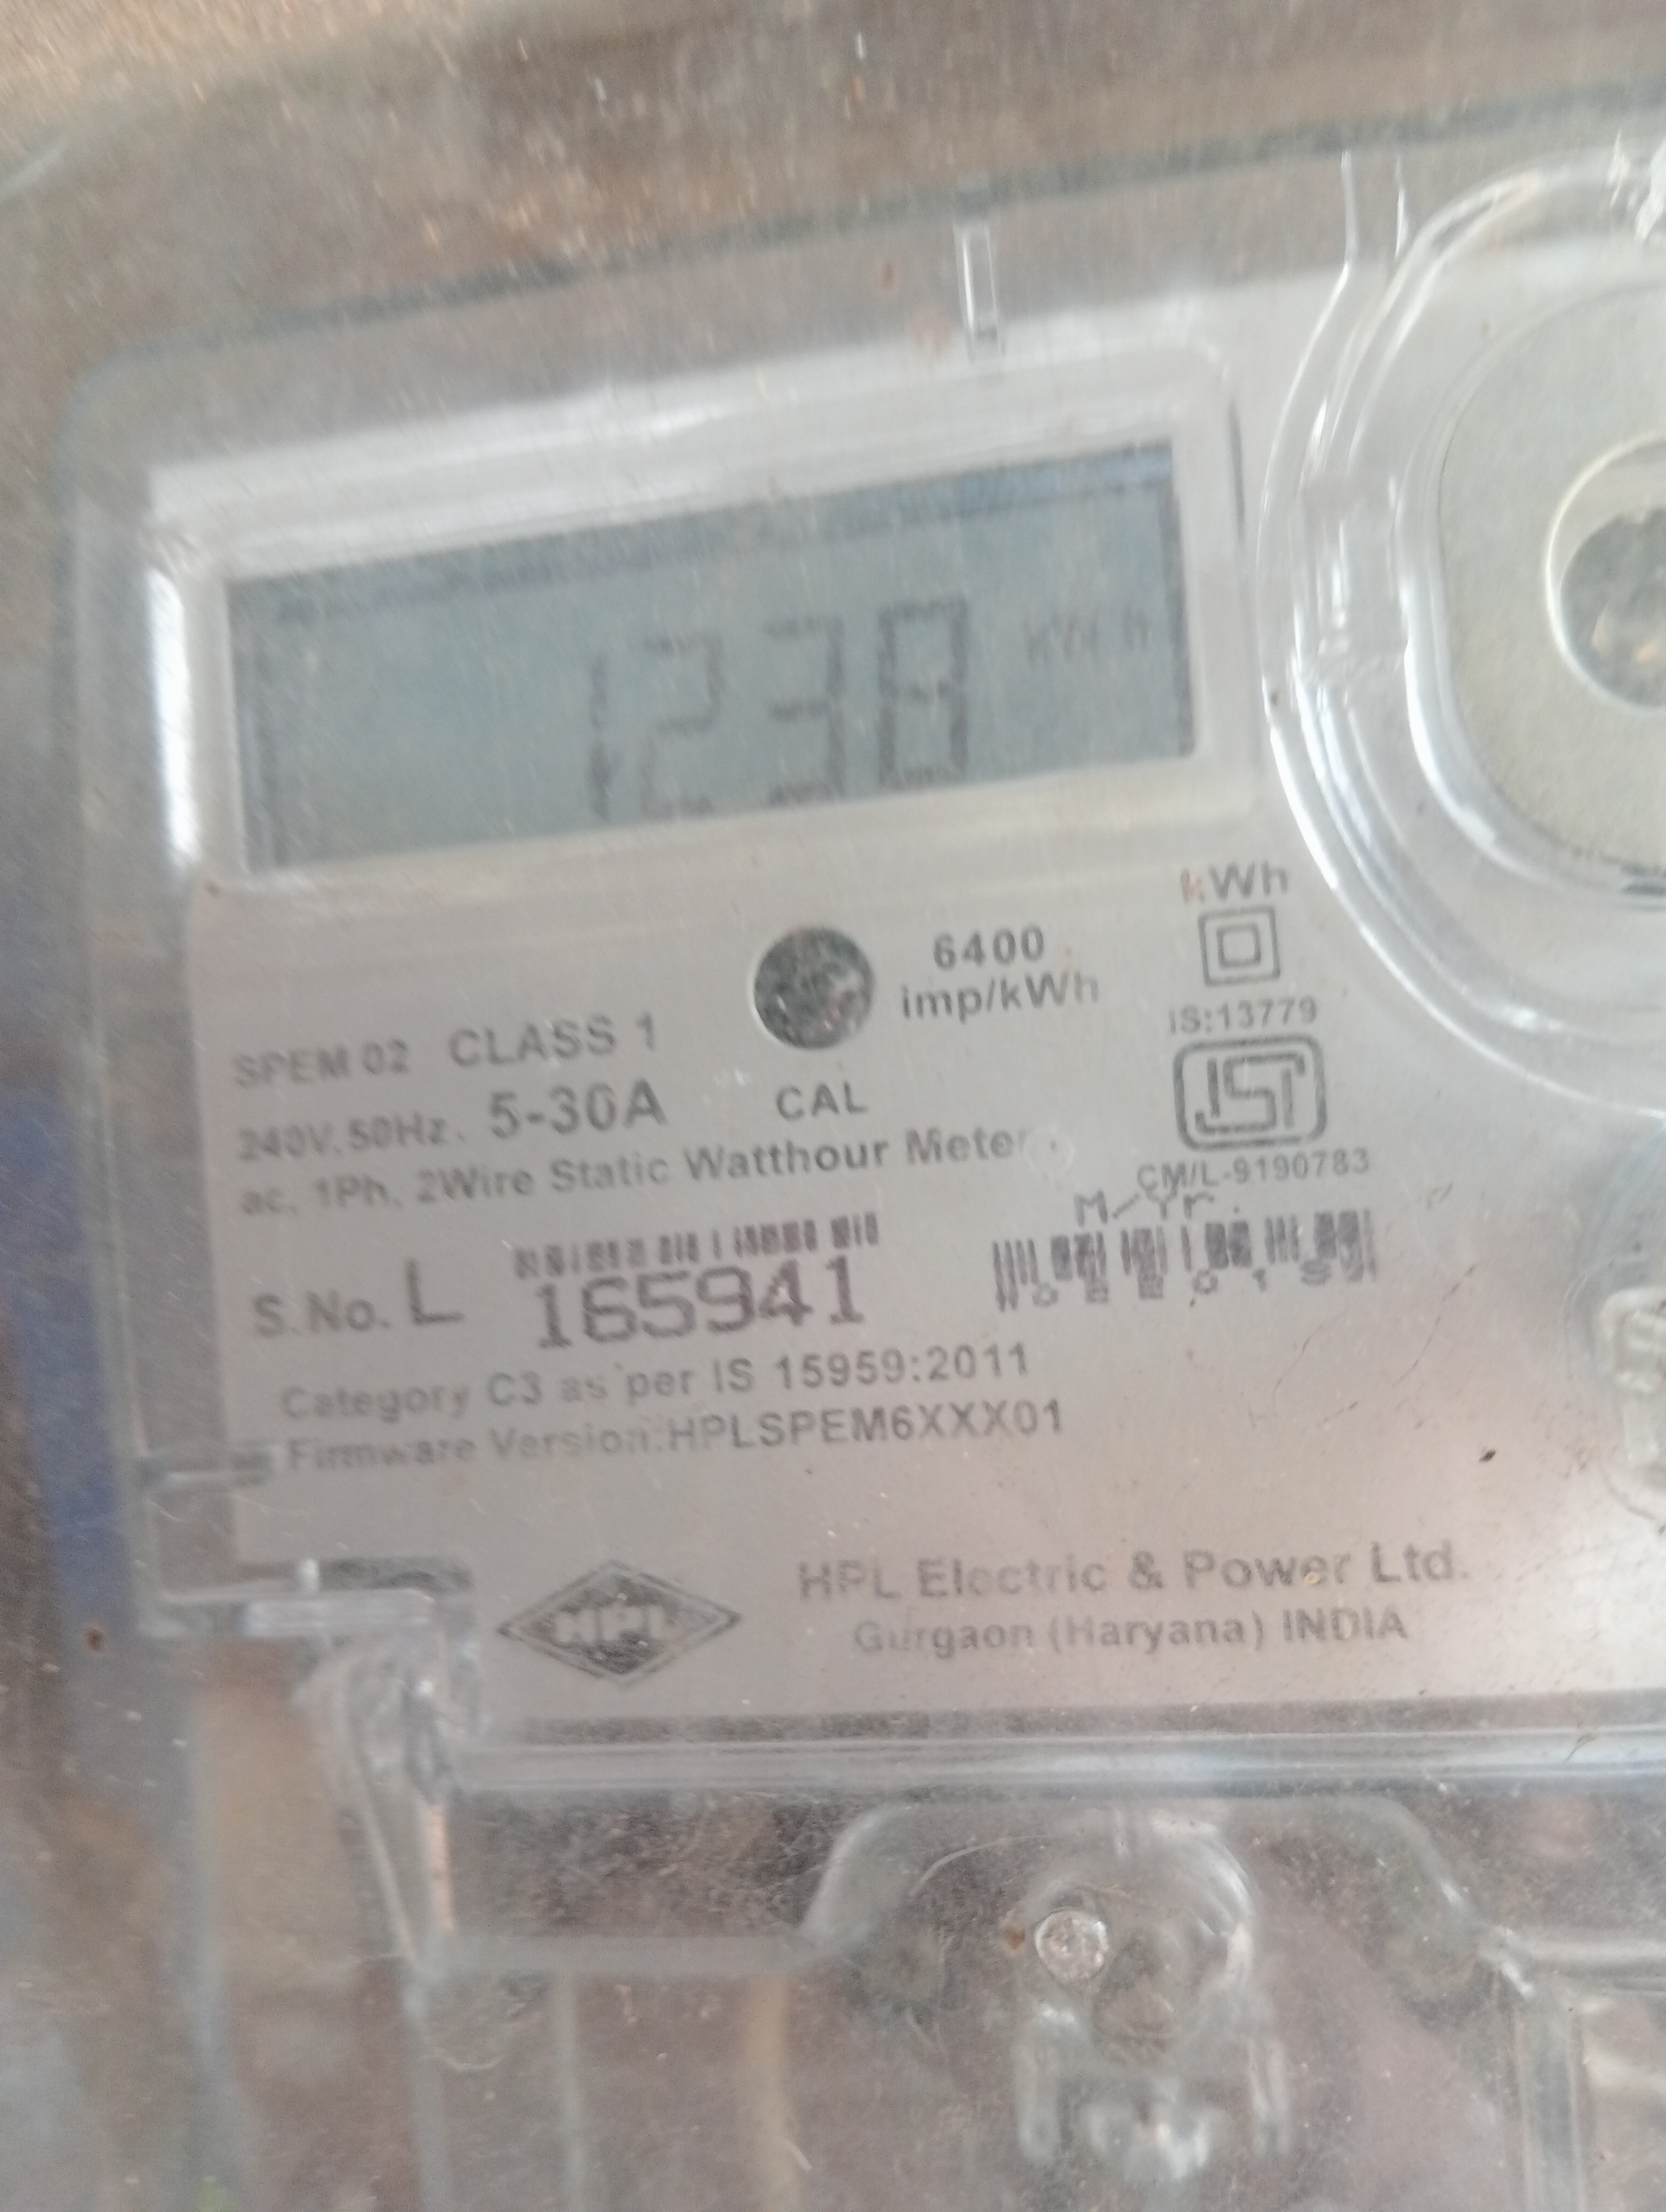 1238 kWh
kWh
6400
imp/kWh
IS:13779
SPEM 02 CLASS 1
ISI
240V, 50Hz. 5-30A CAL
ac, 1Ph, 2Wire Static Watthour Meter
CM/L-9190783
M/Yr.
S.No. L 165941
Category C3 as per IS 15959:2011
Firmware Version:HPLSPEM6XXX01
HPL
HPL Electric & Power Ltd.
Gurgaon (Haryana) INDIA